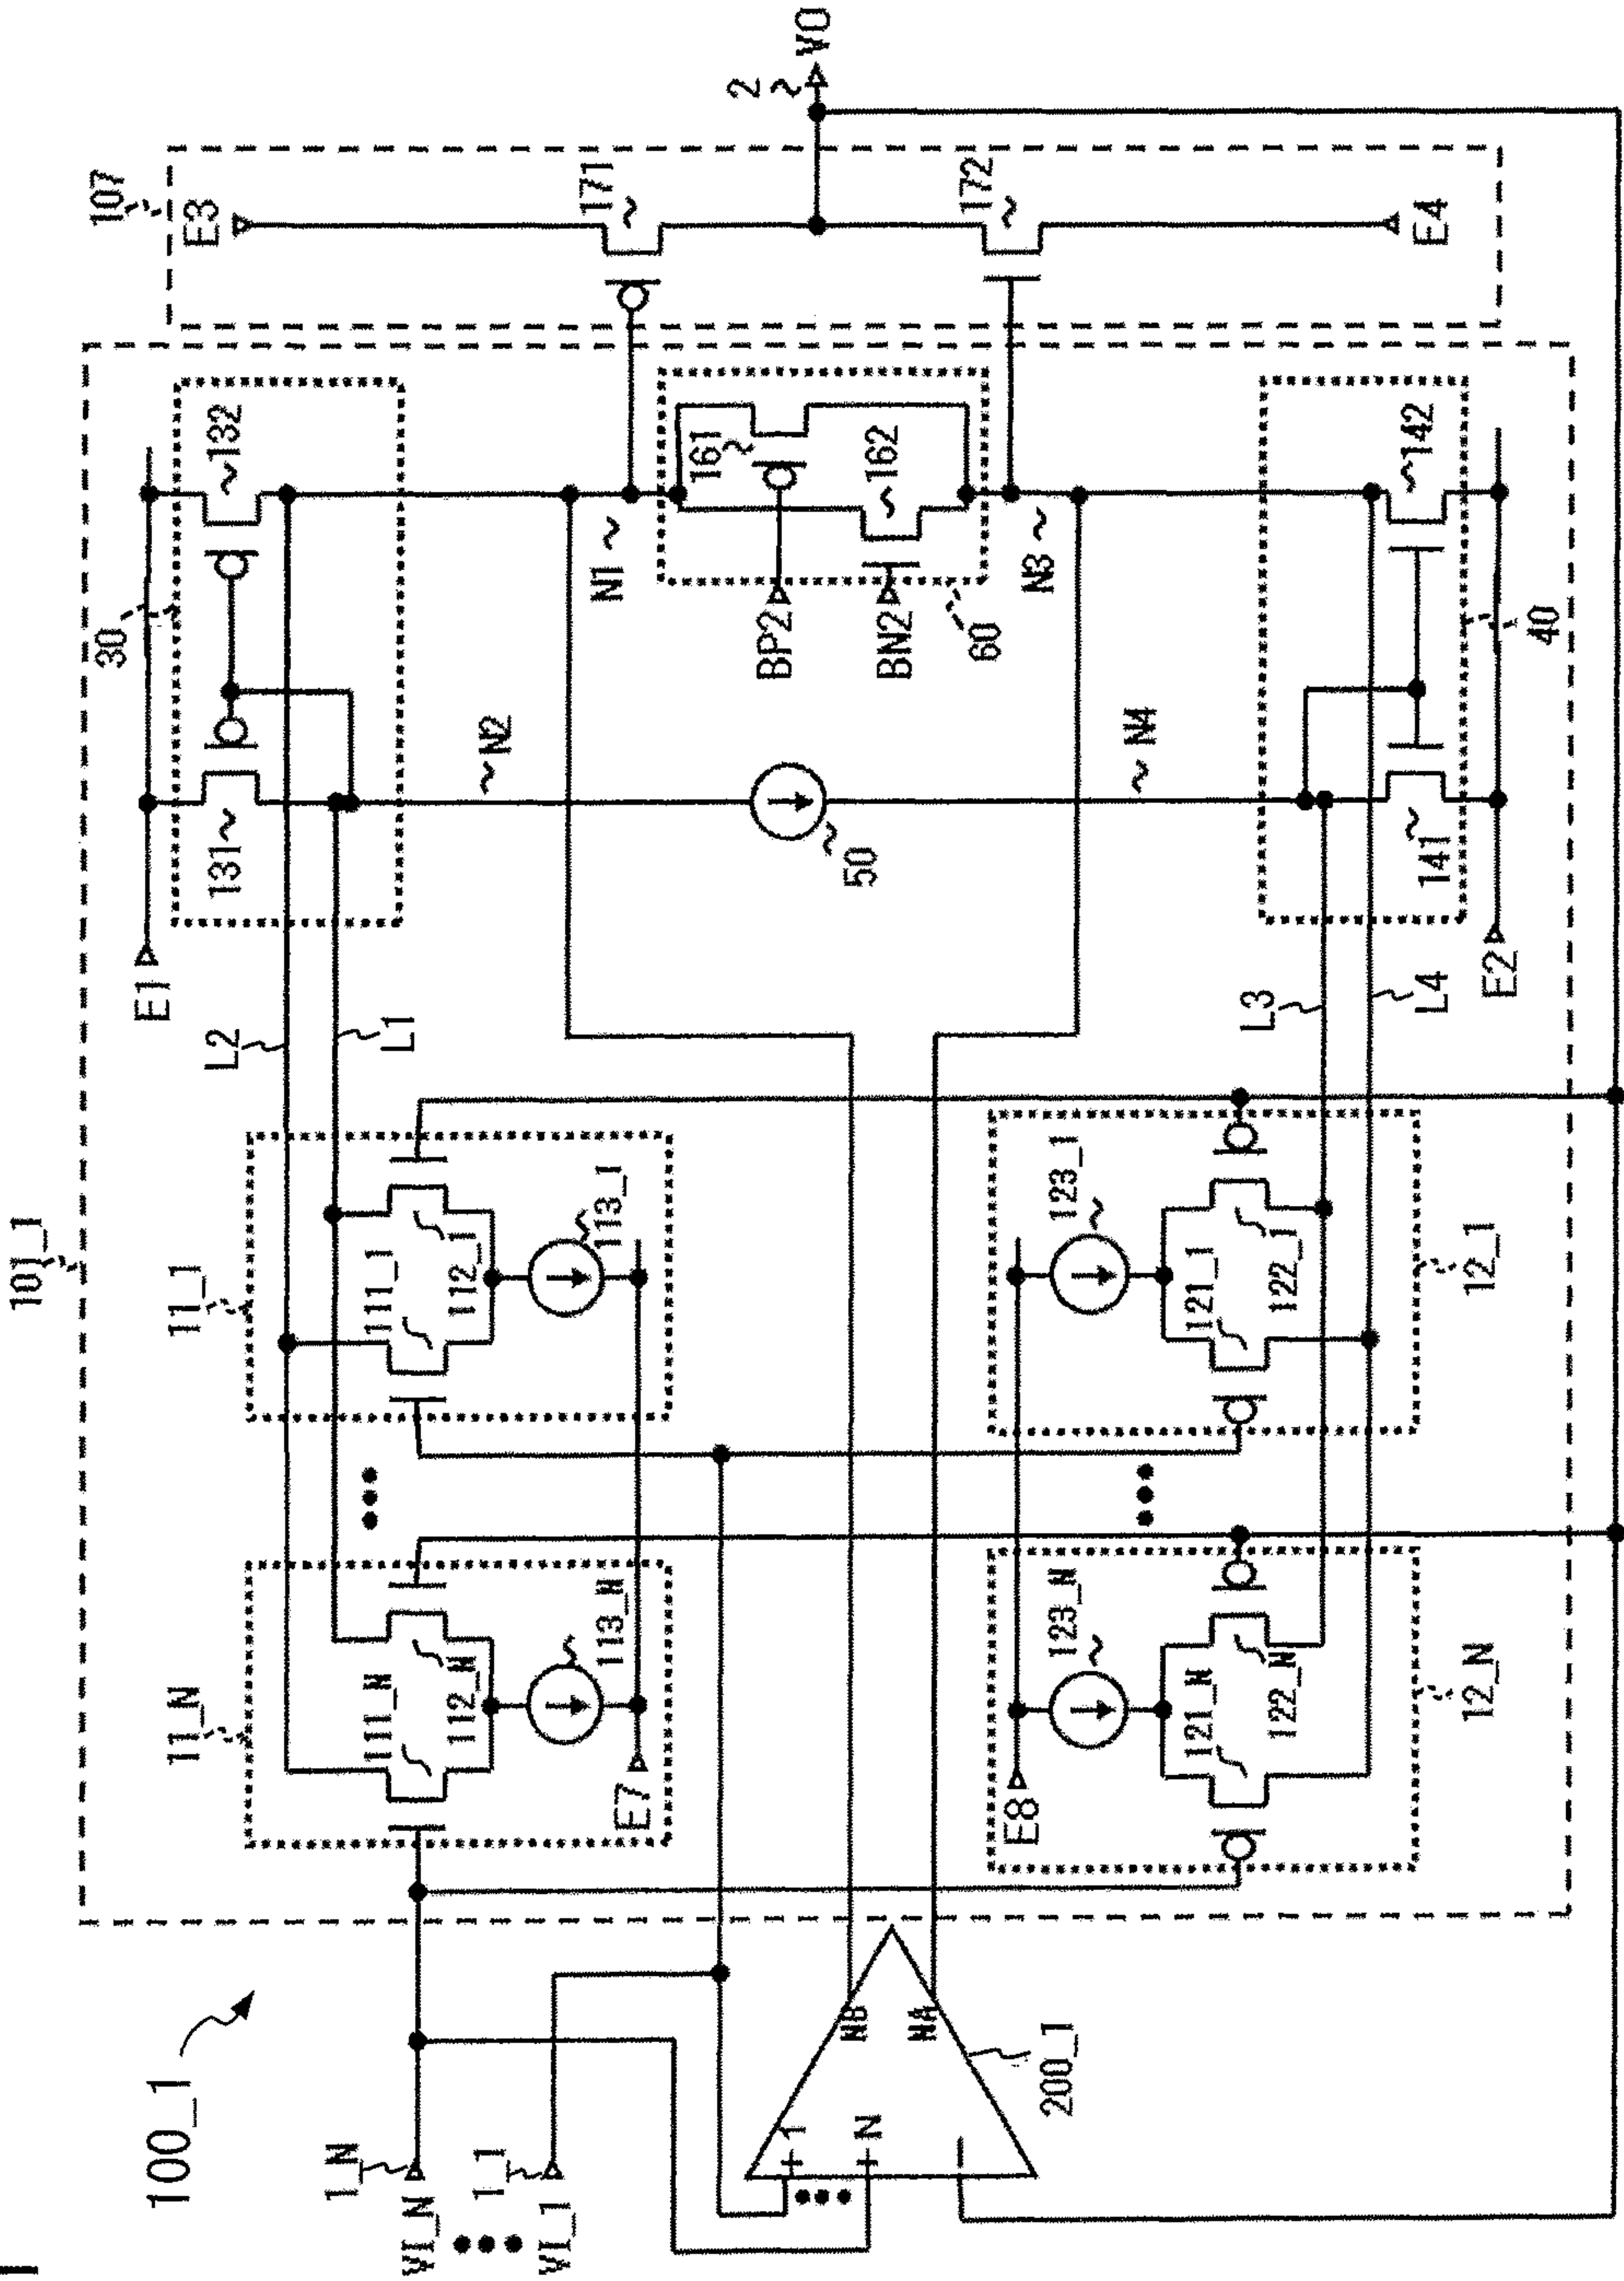 100_1
101_1
107
E3
171
172
E4
2
VO
30
E1
131
132
L2
L1
N1
N2
N3
N4
50
BP2
BN2
161
162
60
L3
L4
141
142
40
E2
11_1
111_1
112_1
113_1
12_1
121_1
122_1
123_1
11_N
111_N
112_N
113_N
E7
12_N
121_N
122_N
123_N
E8
1_N
VI_N
1_1
VI_1
+1
+N
−
NB
NA
200_1